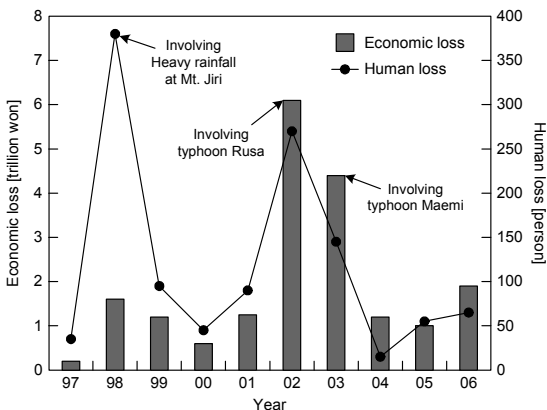 8
7
6
5
4
3
2
1
0
Economic loss [trillion won]
400
350
300
250
200
150
100
50
0
Human loss [person]
Economic loss
Human loss
Involving
Heavy rainfall
at Mt. Jiri
Involving
typhoon Rusa
Involving
typhoon Maemi
97 98 99 00 01 02 03 04 05 06
Year